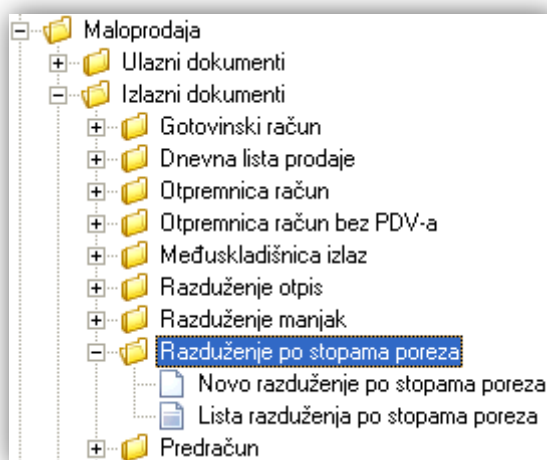 Maloprodaja
Ulazni dokumenti
Izlazni dokumenti
Gotovinski račun
Dnevna lista prodaje
Otpremnica račun
Otpremnica račun bez PDV-a
Međuskladišnica izlaz
Razduženje otpis
Razduženje manjak
Razduženje po stopama poreza
Novo razduženje po stopama poreza
Lista razduženja po stopama poreza
Predračun